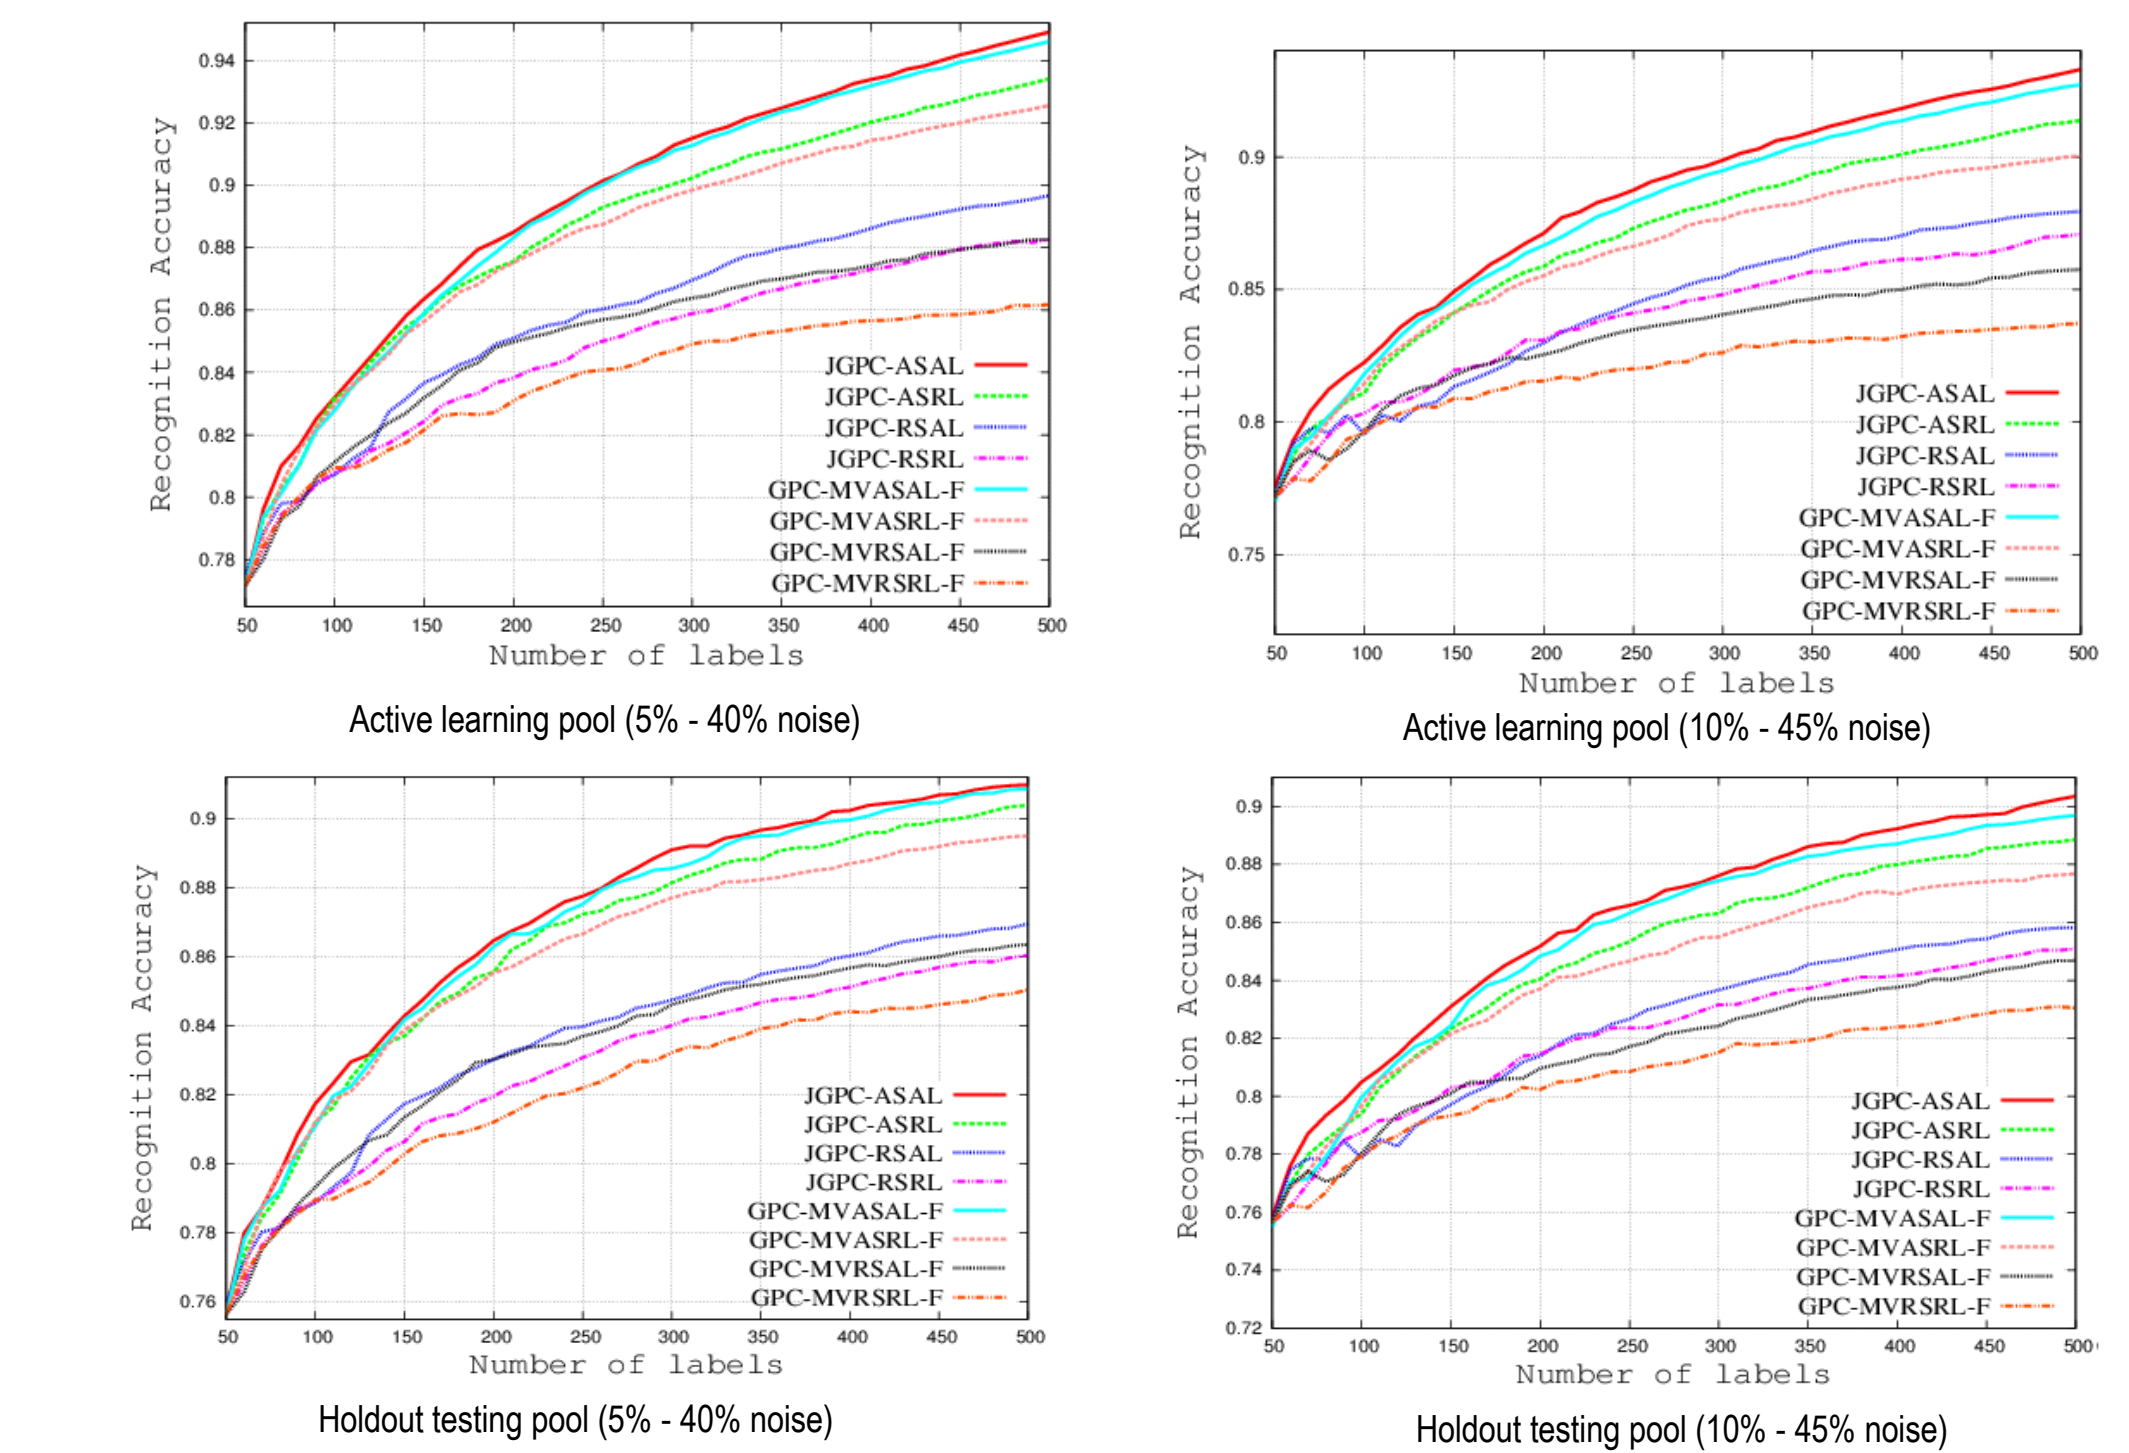 0.94
0.92
0.9
0.88
0.86
0.84
0.82
0.8
0.78
Recognition Accuracy
JGPC-ASAL
JGPC-ASRL
JGPC-RSAL
JGPC-RSRL
GPC-MVASAL-F
GPC-MVASRL-F
GPC-MVRSAL-F
GPC-MVRSRL-F
50 100 150 200 250 300 350 400 450 500
Number of labels
Active learning pool (5% - 40% noise)
0.9
0.85
0.8
0.75
Recognition Accuracy
JGPC-ASAL
JGPC-ASRL
JGPC-RSAL
JGPC-RSRL
GPC-MVASAL-F
GPC-MVASRL-F
GPC-MVRSAL-F
GPC-MVRSRL-F
50 100 150 200 250 300 350 400 450 500
Number of labels
Active learning pool (10% - 45% noise)
0.9
0.88
0.86
0.84
0.82
0.8
0.78
0.76
Recognition Accuracy
JGPC-ASAL
JGPC-ASRL
JGPC-RSAL
JGPC-RSRL
GPC-MVASAL-F
GPC-MVASRL-F
GPC-MVRSAL-F
GPC-MVRSRL-F
50 100 150 200 250 300 350 400 450 500
Number of labels
Holdout testing pool (5% - 40% noise)
0.9
0.88
0.86
0.84
0.82
0.8
0.78
0.76
0.74
0.72
Recognition Accuracy
JGPC-ASAL
JGPC-ASRL
JGPC-RSAL
JGPC-RSRL
GPC-MVASAL-F
GPC-MVASRL-F
GPC-MVRSAL-F
GPC-MVRSRL-F
50 100 150 200 250 300 350 400 450 500
Number of labels
Holdout testing pool (10% - 45% noise)